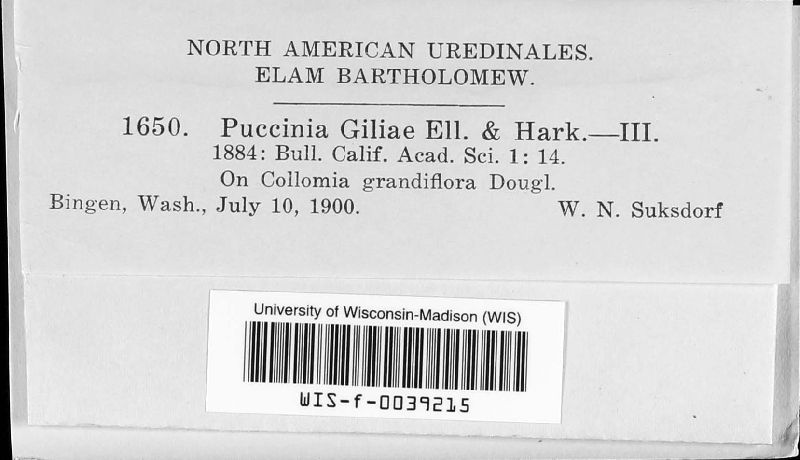 NORTH AMERICAN UREDINALES.
ELAM BARTHOLOMEW.
1650. Puccinia Giliae Ell. & Hark.—III.
1884: Bull. Calif. Acad. Sci. 1: 14.
On Collomia grandiflora Dougl.
Bingen, Wash., July 10, 1900. W. N. Suksdorf
University of Wisconsin-Madison (WIS)
WIS-f-0039215